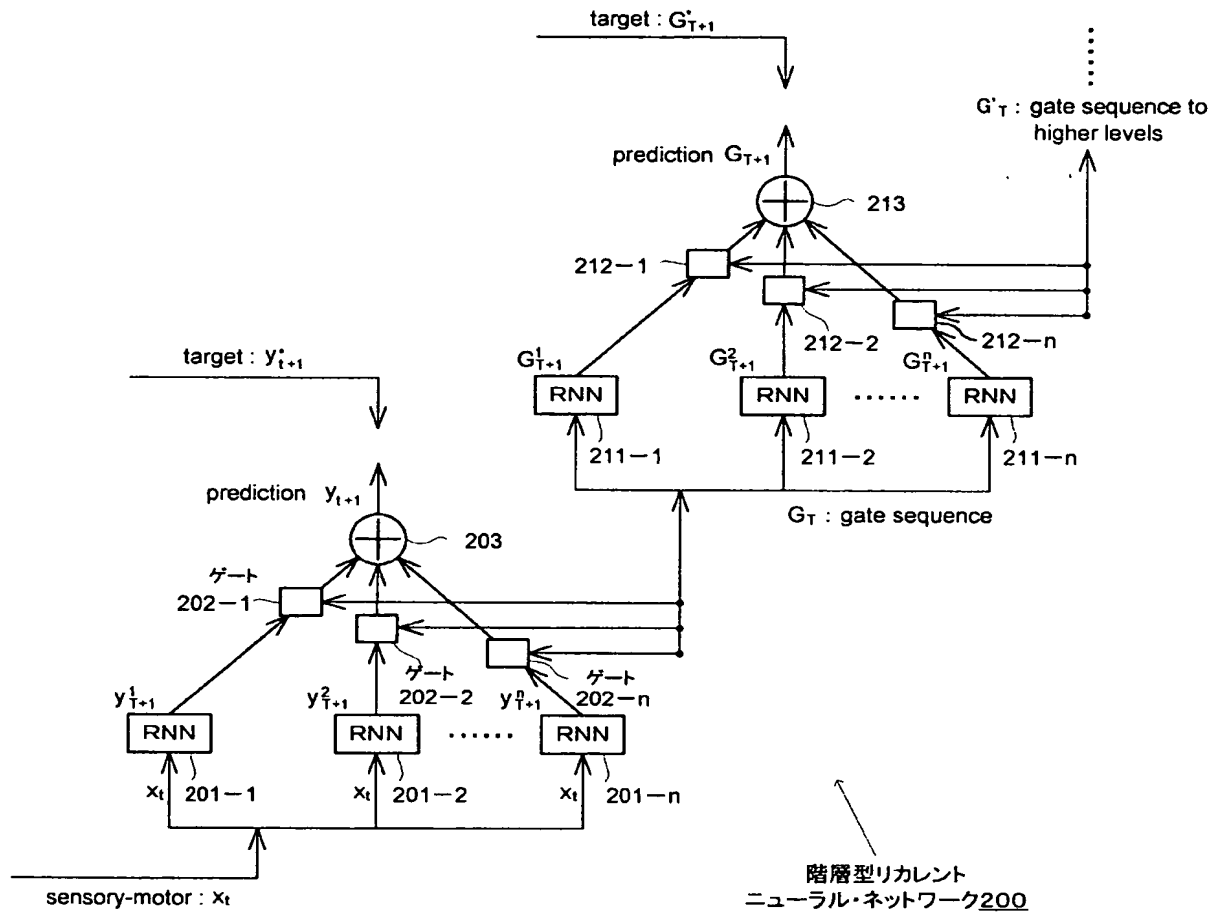 target : G*T+1
G*T : gate sequence to
higher levels
prediction GT+1
213
212-1
212-2
212-n
target : y*t+1
G1T+1
G2T+1
GnT+1
RNN
RNN
‥‥‥
RNN
211-1
211-2
211-n
prediction yt+1
GT : gate sequence
203
ゲート
202-1
ゲート
202-2
ゲート
202-n
y1T+1
y2T+1
ynT+1
RNN
RNN
‥‥‥
RNN
xt
201-1
xt
201-2
xt
201-n
sensory-motor : xt
階層型リカレント
ニューラル・ネットワーク200